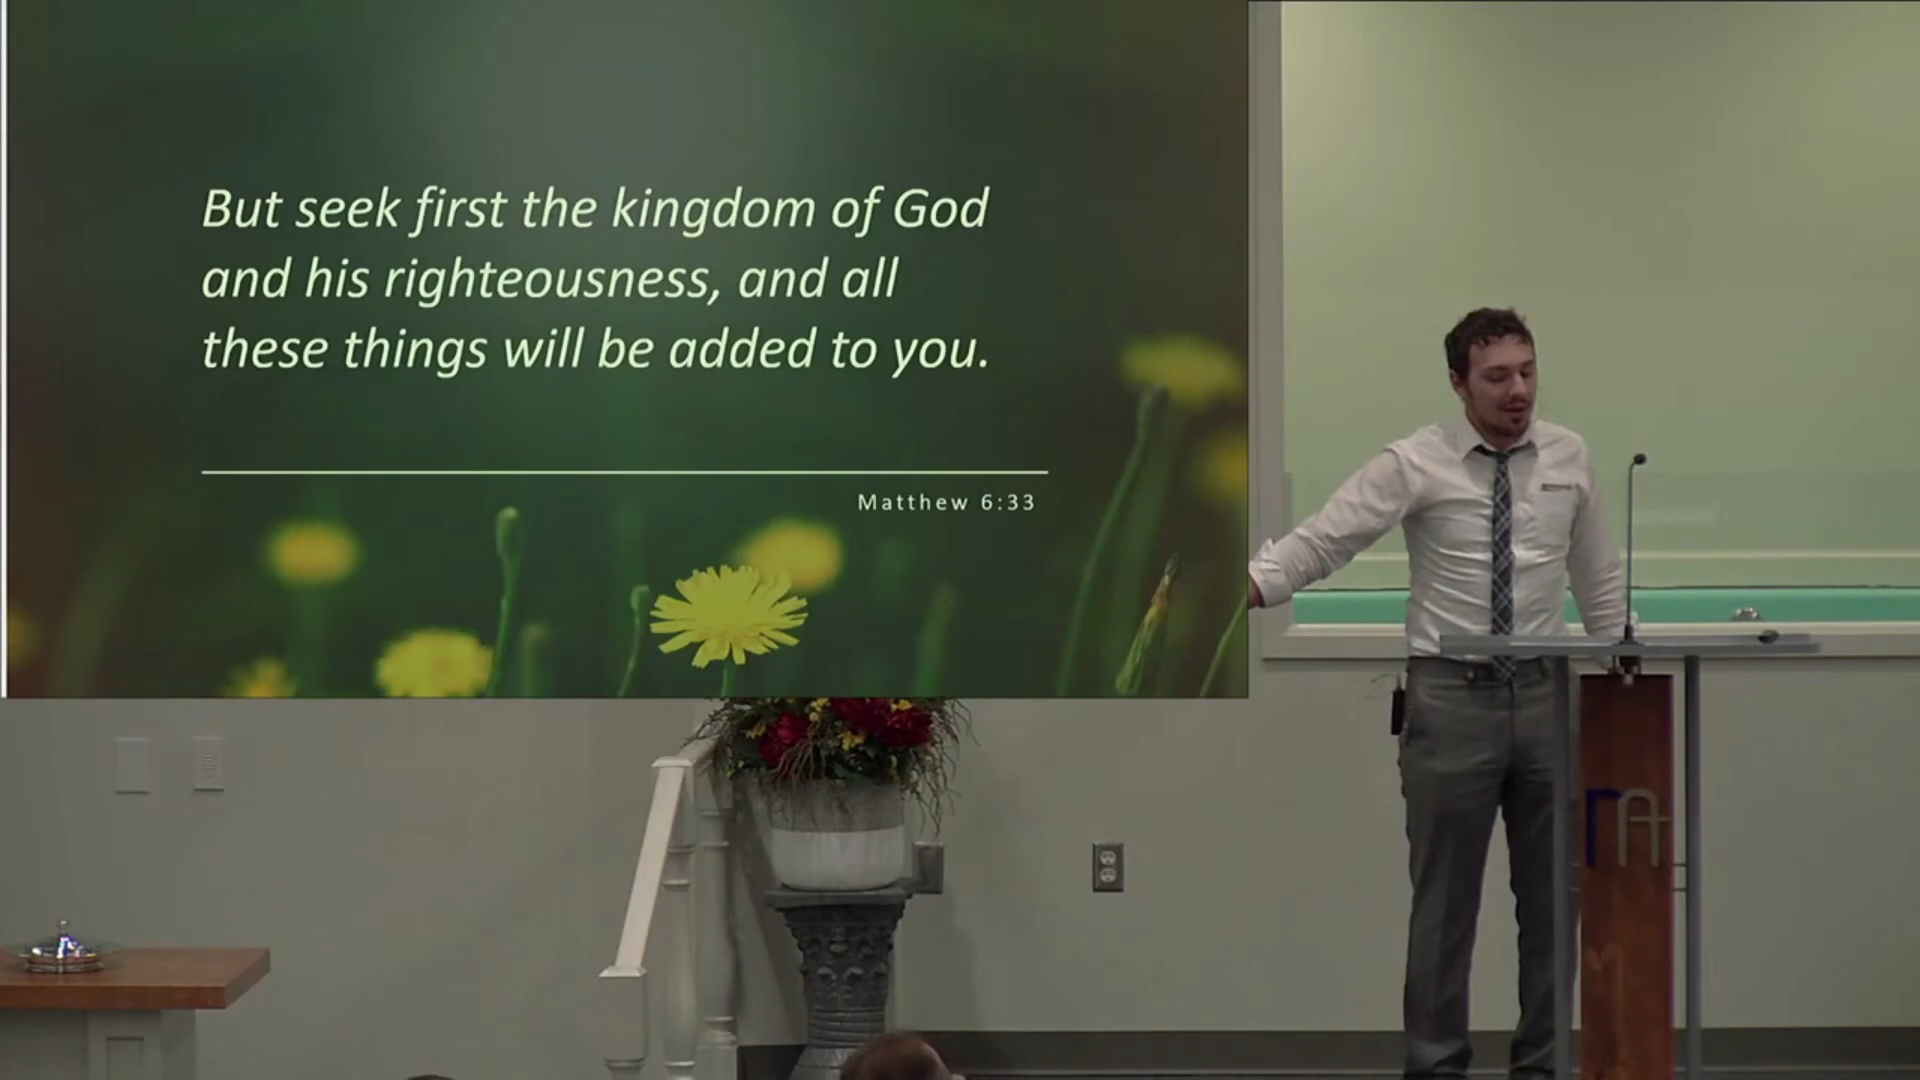 But seek first the kingdom of God
and his righteousness, and all
these things will be added to you.
Matthew 6:33